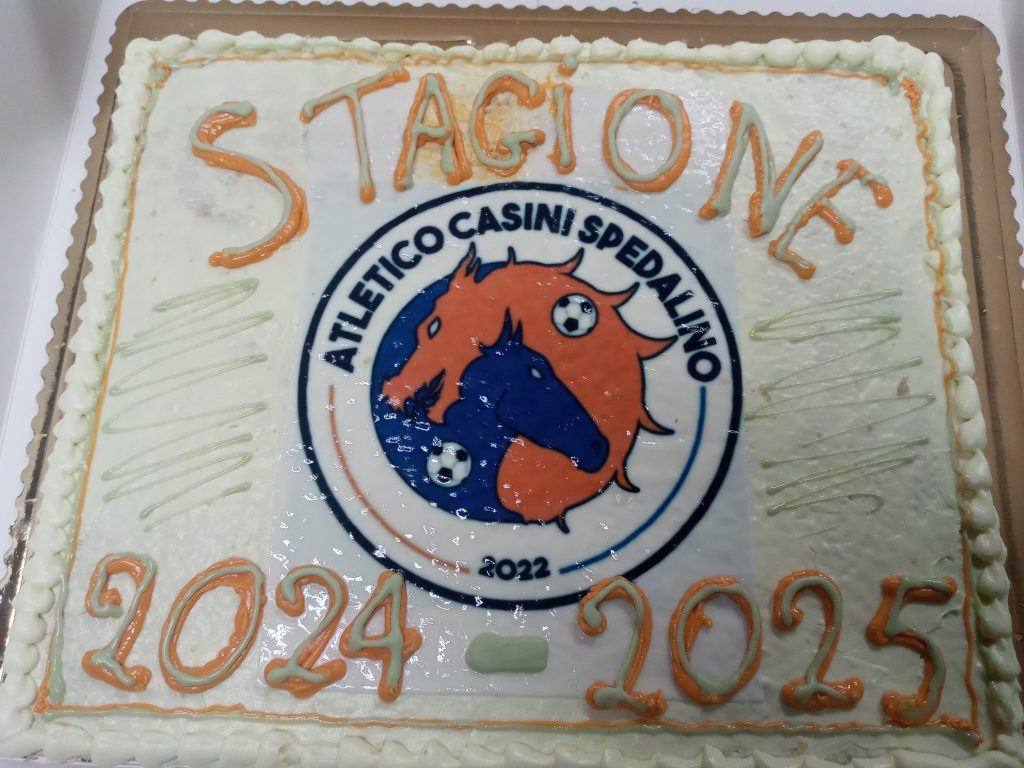 STAGiONE
ATLETICO CASINI SPEDALINO
2022
2024 - 2025